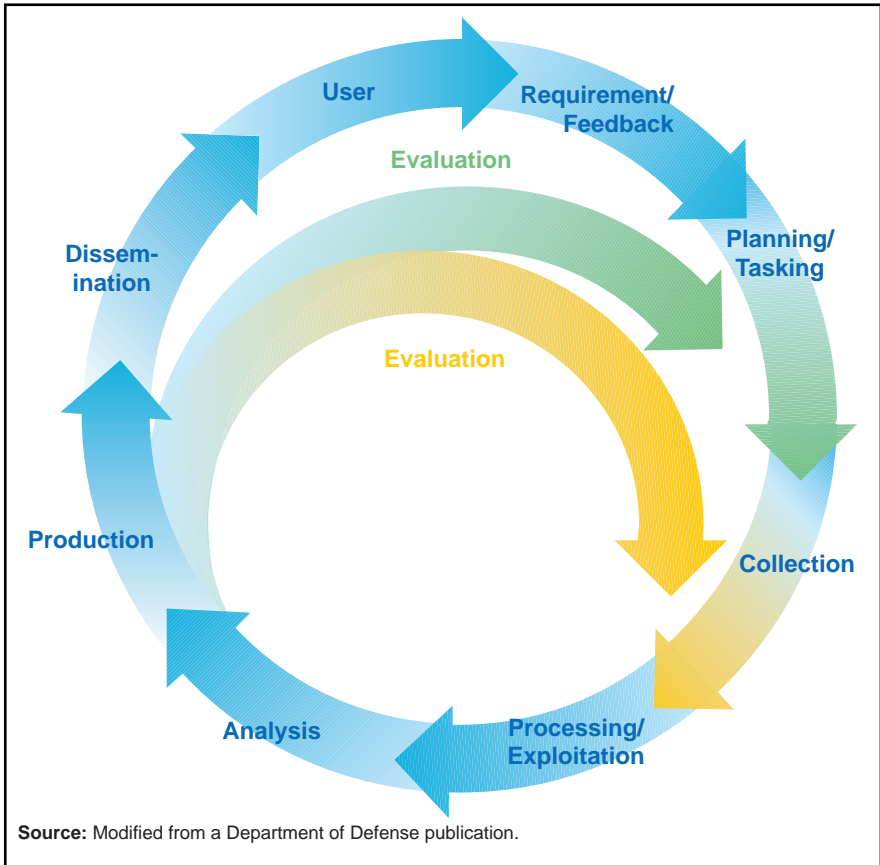 User
Requirement/
Feedback
Evaluation
Planning/
Tasking
Dissem-
ination
Evaluation
Production
Collection
Analysis
Processing/
Exploitation
Source: Modified from a Department of Defense publication.